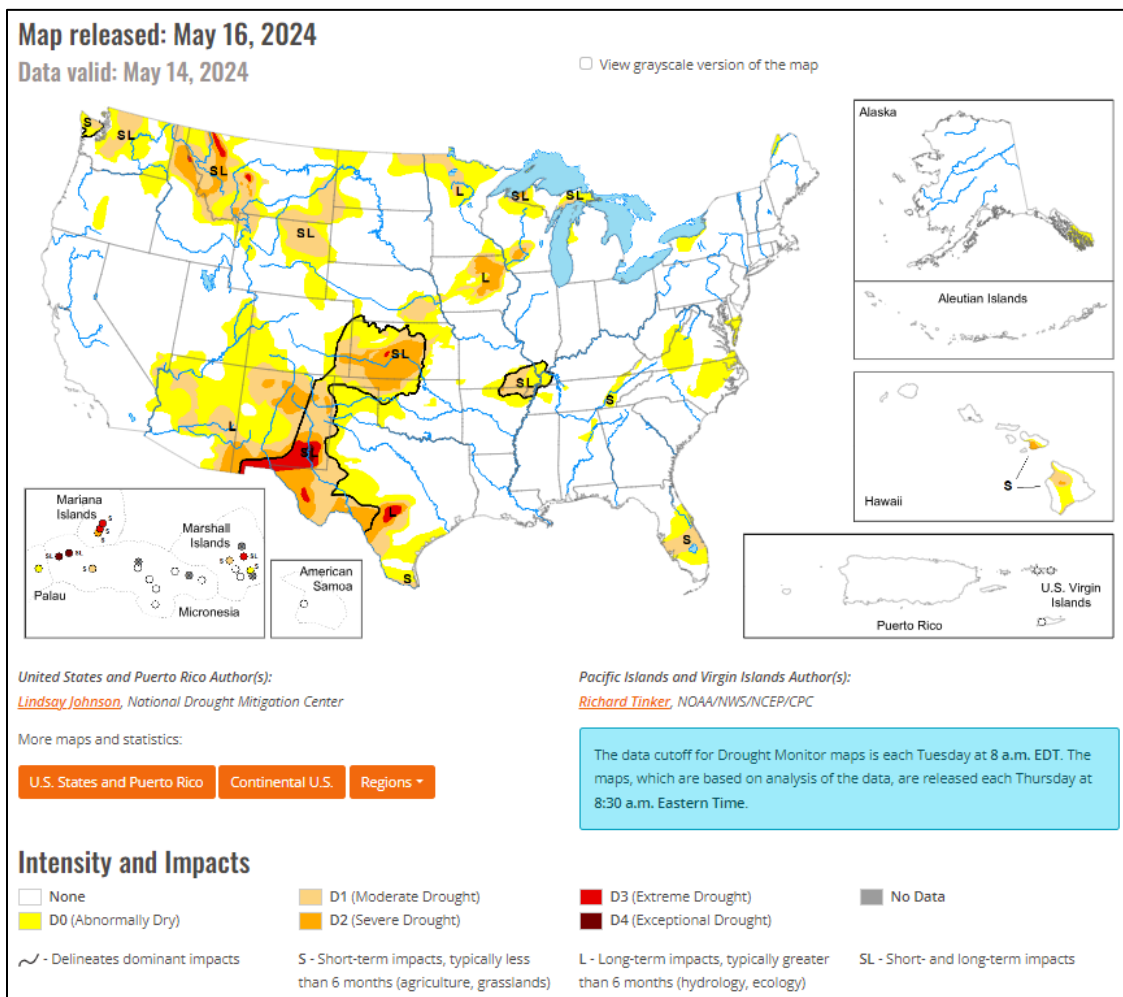 Map released: May 16, 2024
Data valid: May 14, 2024
View grayscale version of the map
Alaska
Aleutian Islands
S
SL
SL
L
SL
SL
SL
L
SL
SL
S
L
SL
L
S
S
Hawaii
S
Mariana
Islands
S
S
S
Marshall
Islands
SL
SL
S
S
SL
S
Palau
Micronesia
American
Samoa
U.S. Virgin
Islands
Puerto Rico
United States and Puerto Rico Author(s):
Lindsay Johnson, National Drought Mitigation Center
Pacific Islands and Virgin Islands Author(s):
Richard Tinker, NOAA/NWS/NCEP/CPC
More maps and statistics:
U.S. States and Puerto Rico
Continental U.S.
Regions
The data cutoff for Drought Monitor maps is each Tuesday at 8 a.m. EDT. The
maps, which are based on analysis of the data, are released each Thursday at
8:30 a.m. Eastern Time.
Intensity and Impacts
None
D1 (Moderate Drought)
D3 (Extreme Drought)
No Data
D0 (Abnormally Dry)
D2 (Severe Drought)
D4 (Exceptional Drought)
- Delineates dominant impacts
S - Short-term impacts, typically less
than 6 months (agriculture, grasslands)
L - Long-term impacts, typically greater
than 6 months (hydrology, ecology)
SL - Short- and long-term impacts